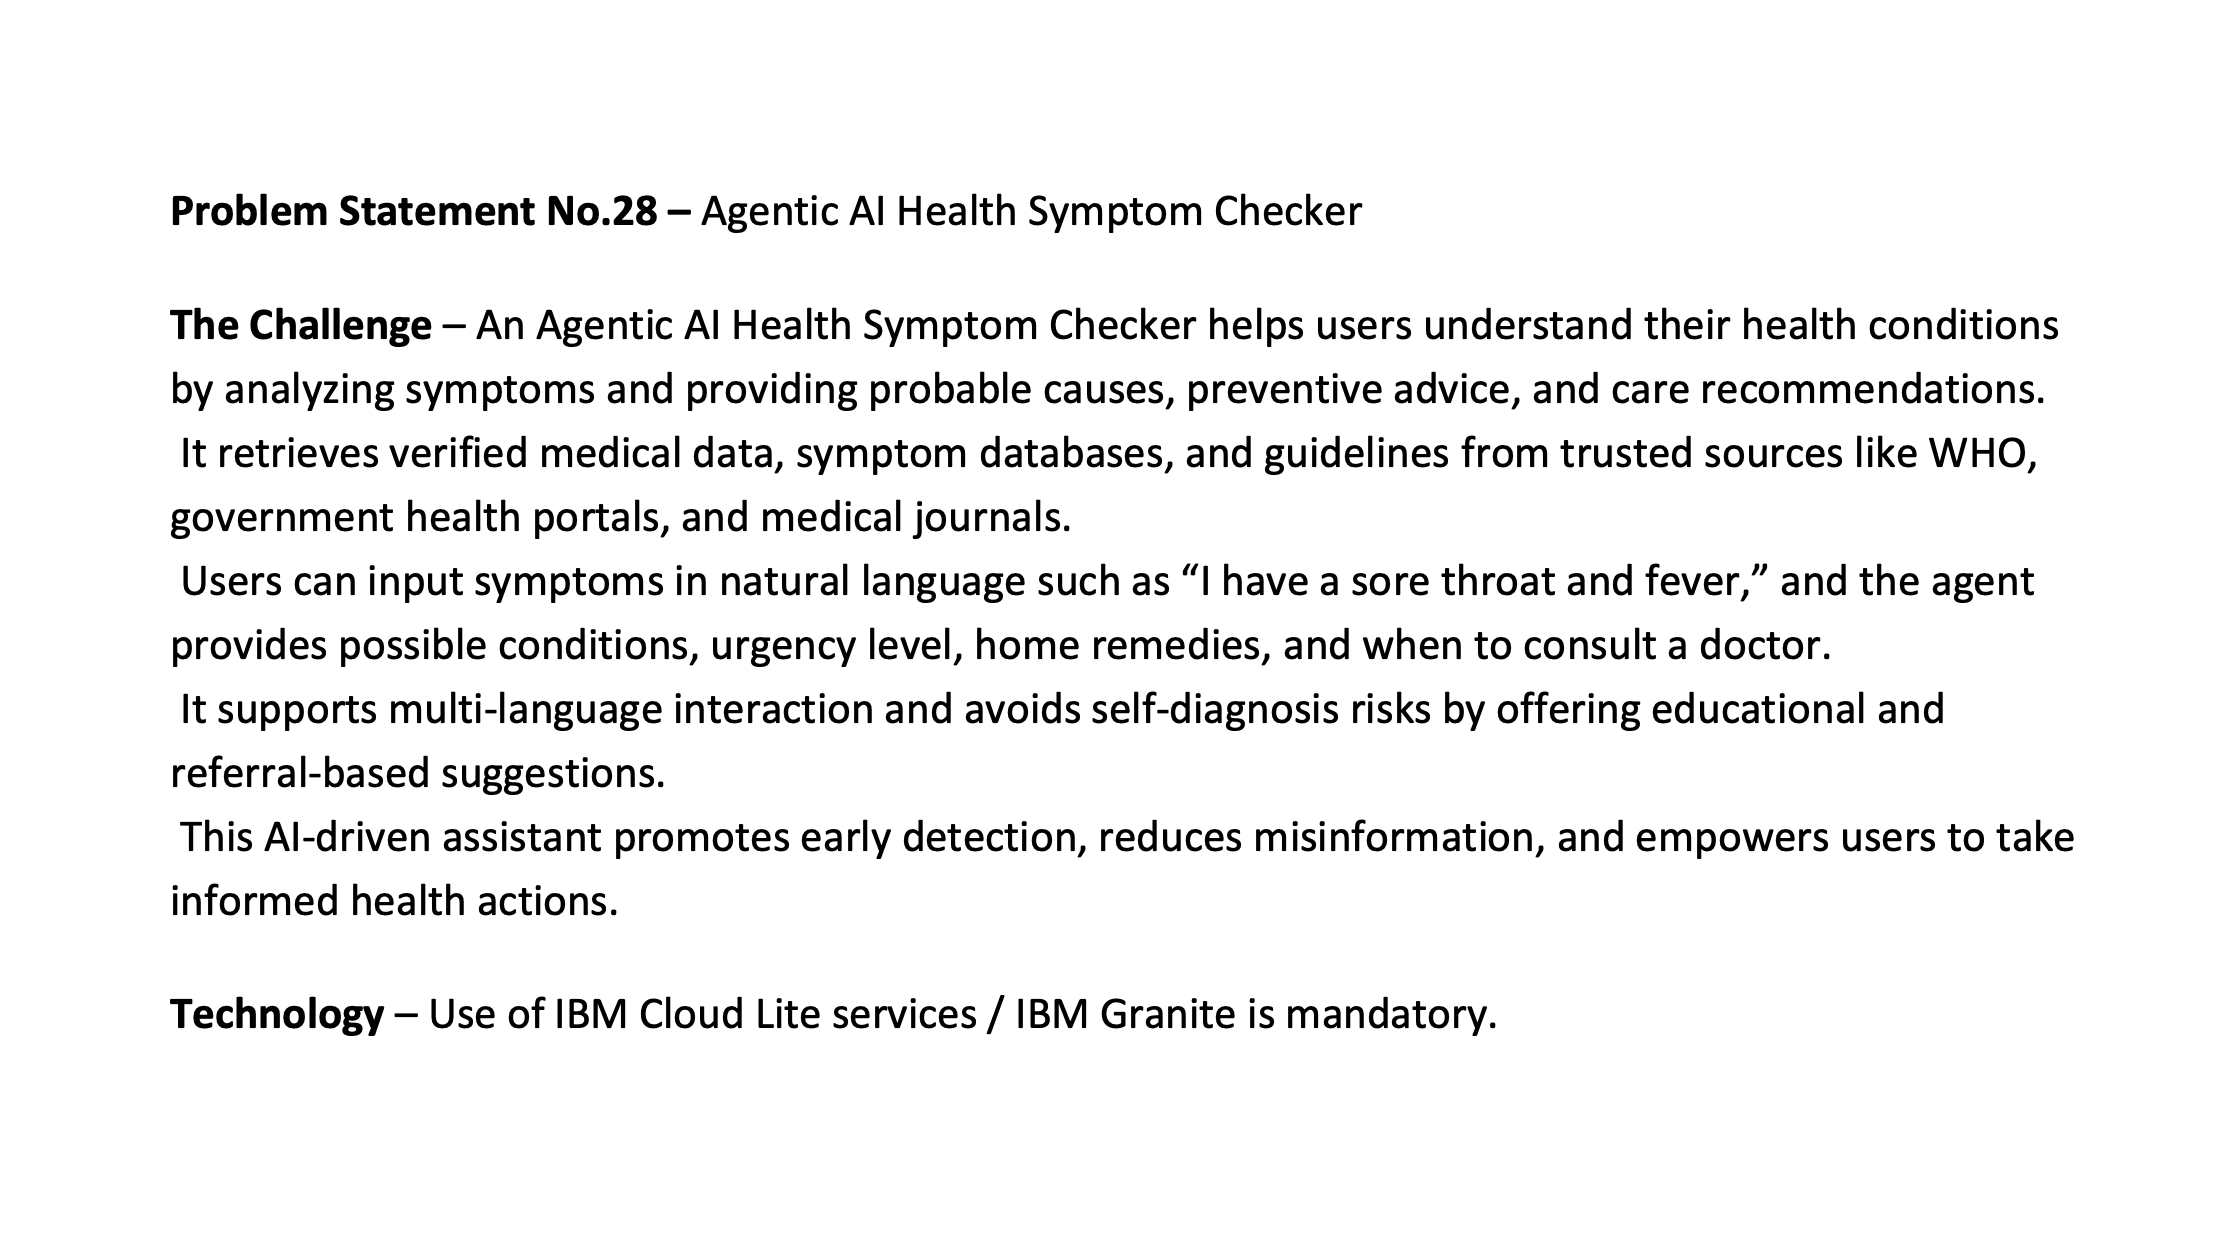 Problem Statement No.28 – Agentic AI Health Symptom Checker
The Challenge – An Agentic AI Health Symptom Checker helps users understand their health conditions
by analyzing symptoms and providing probable causes, preventive advice, and care recommendations.
It retrieves verified medical data, symptom databases, and guidelines from trusted sources like WHO,
government health portals, and medical journals.
Users can input symptoms in natural language such as “I have a sore throat and fever,” and the agent
provides possible conditions, urgency level, home remedies, and when to consult a doctor.
It supports multi-language interaction and avoids self-diagnosis risks by offering educational and
referral-based suggestions.
This AI-driven assistant promotes early detection, reduces misinformation, and empowers users to take
informed health actions.
Technology – Use of IBM Cloud Lite services / IBM Granite is mandatory.